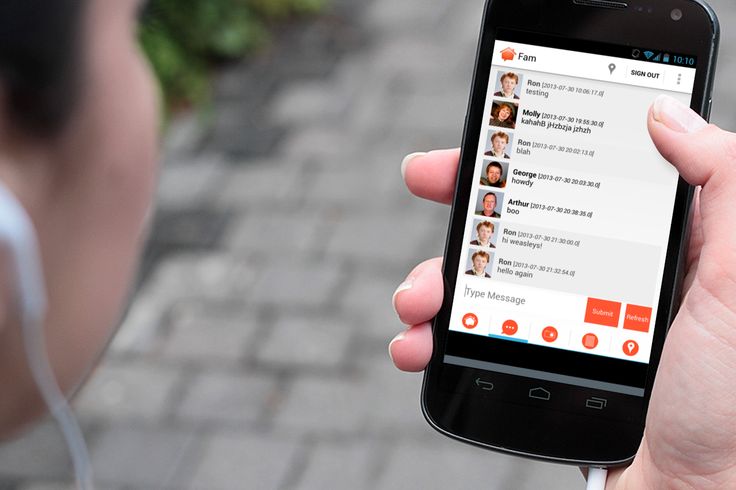 10:10
Fam
SIGN OUT
Ron [2013-07-30 10:06:17.0]
testing
Molly [2013-07-30 19:55:30.0]
kahahB jHzbzja jzhzh
Ron [2013-07-30 20:02:13.0]
blah
George [2013-07-30 20:03:30.0]
howdy
Arthur [2013-07-30 20:38:35.0]
boo
Ron [2013-07-30 21:30:00.0]
hi weasleys!
Ron [2013-07-30 21:32:54.0]
hello again
Type Message
Submit
Refresh